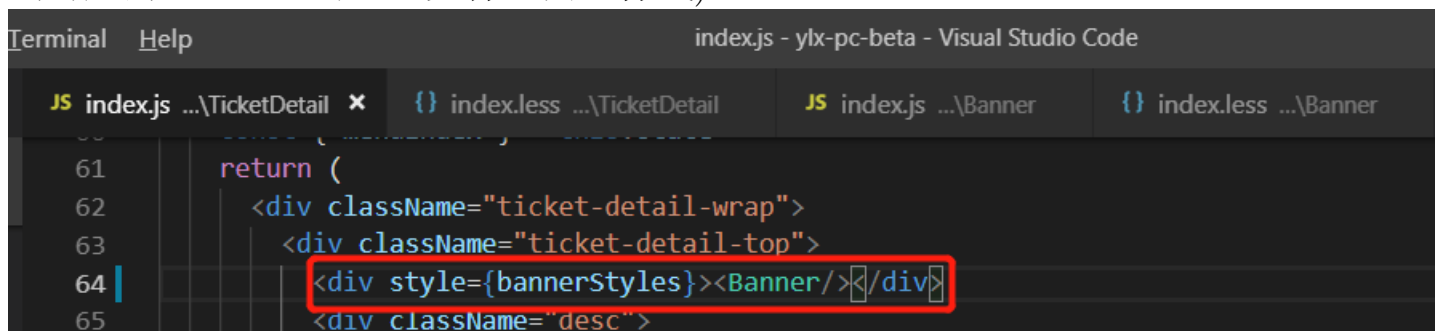 Terminal Help index.js - ylx-pc-beta - Visual Studio Code
JS index.js ...\TicketDetail × {} index.less ...\TicketDetail JS index.js ...\Banner {} index.less ...\Banner
61 return (
62 <div className="ticket-detail-wrap">
63 <div className="ticket-detail-top">
64 <div style={bannerStyles}><Banner/></div>
65 <div className="desc">